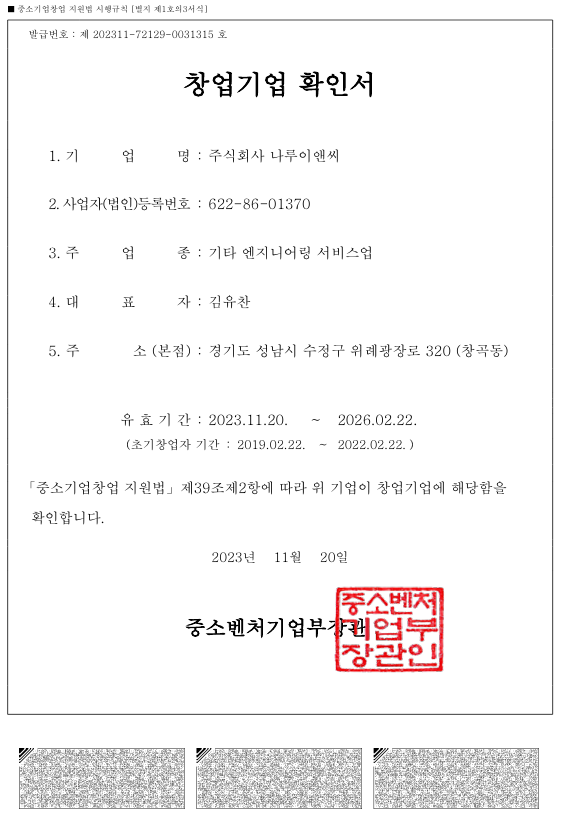 ■ 중소기업창업 지원법 시행규칙 [별지 제1호의3서식]
발급번호 : 제 202311-72129-0031315 호
창업기업 확인서
1. 기 업 명 : 주식회사 나루이앤씨
2. 사업자(법인)등록번호 : 622-86-01370
3. 주 업 종 : 기타 엔지니어링 서비스업
4. 대 표 자 : 김유찬
5. 주 소 (본점) : 경기도 성남시 수정구 위례광장로 320 (창곡동)
유 효 기 간 : 2023.11.20. ~ 2026.02.22.
(초기창업자 기간 : 2019.02.22. ~ 2022.02.22. )
「중소기업창업 지원법」 제39조제2항에 따라 위 기업이 창업기업에 해당함을
확인합니다.
2023년 11월 20일
중소벤처기업부장관
중소벤처
기업부
장관인